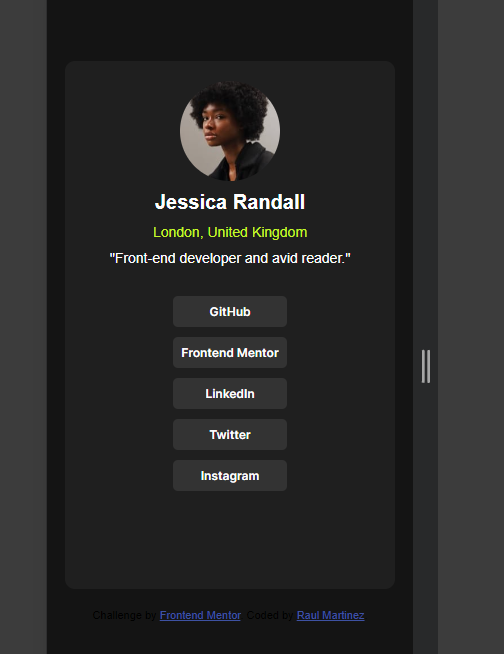 Jessica Randall
London, United Kingdom
"Front-end developer and avid reader."
GitHub
Frontend Mentor
LinkedIn
Twitter
Instagram
Challenge by Frontend Mentor. Coded by Raul Martinez.